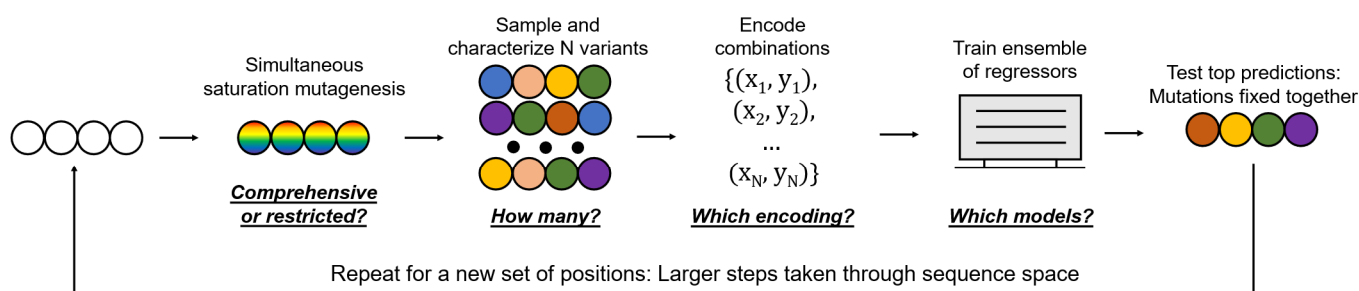 Simultaneous
saturation mutagenesis
Comprehensive
or restricted?
Sample and
characterize N variants
How many?
Encode
combinations
{(x₁, y₁),
(x₂, y₂),
...
(x_N, y_N)}
Which encoding?
Train ensemble
of regressors
Which models?
Test top predictions:
Mutations fixed together
Repeat for a new set of positions: Larger steps taken through sequence space